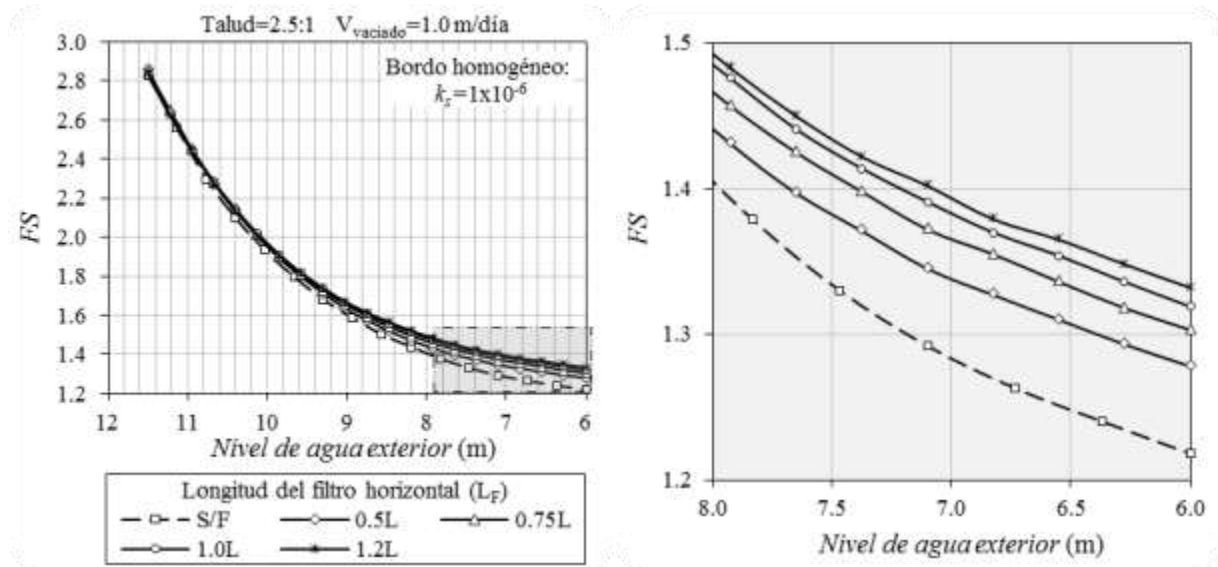 Talud=2.5:1 V_vaciado=1.0 m/día
3.0
2.8
2.6
2.4
2.2
2.0
1.8
1.6
1.4
1.2
FS
Bordo homogéneo:
k_s=1x10^-6
12 11 10 9 8 7 6
Nivel de agua exterior (m)
Longitud del filtro horizontal (L_F)
S/F 0.5L 0.75L
1.0L 1.2L
1.5
1.4
1.3
1.2
FS
8.0 7.5 7.0 6.5 6.0
Nivel de agua exterior (m)